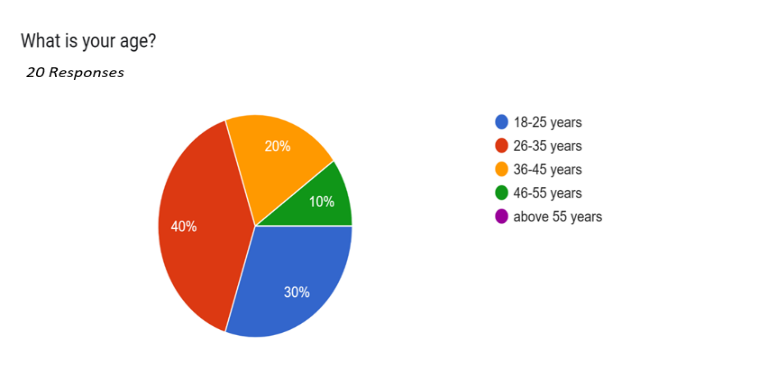 What is your age?
20 Responses
20%
10%
40%
30%
18-25 years
26-35 years
36-45 years
46-55 years
above 55 years